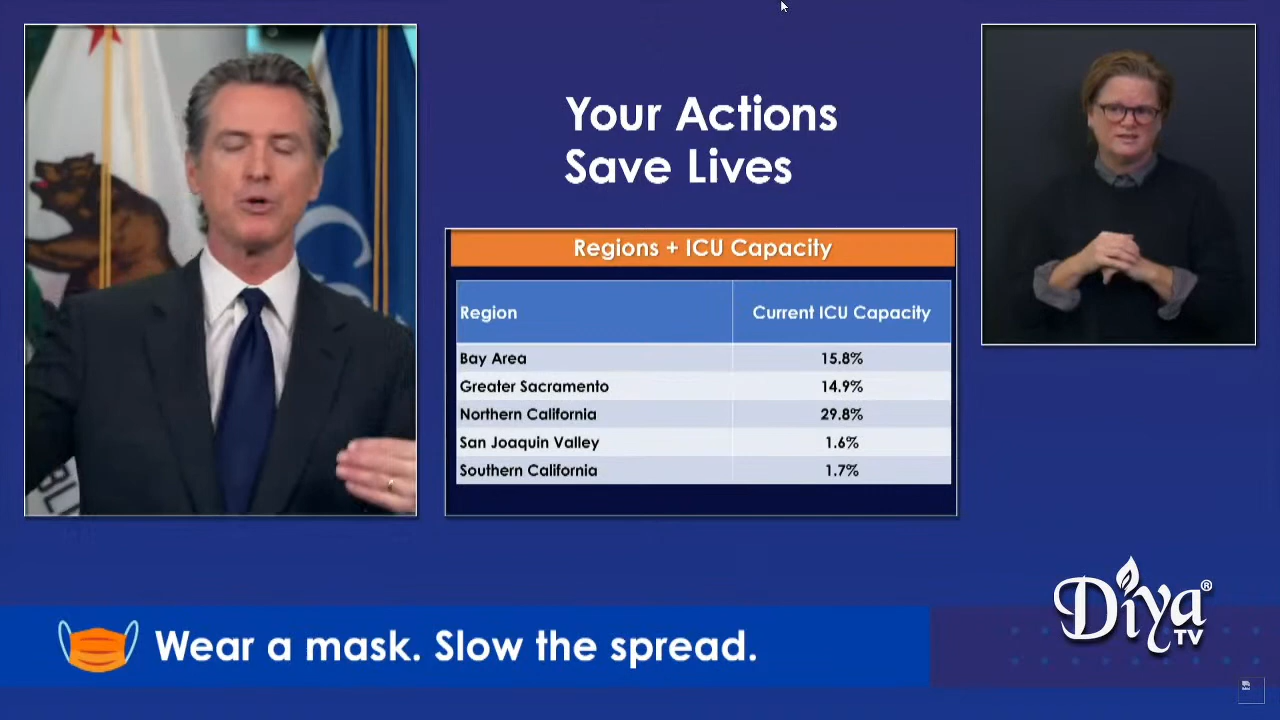 Your Actions
Save Lives
Regions + ICU Capacity
Region Current ICU Capacity
Bay Area 15.8%
Greater Sacramento 14.9%
Northern California 29.8%
San Joaquin Valley 1.6%
Southern California 1.7%
Wear a mask. Slow the spread.
Diya®
TV